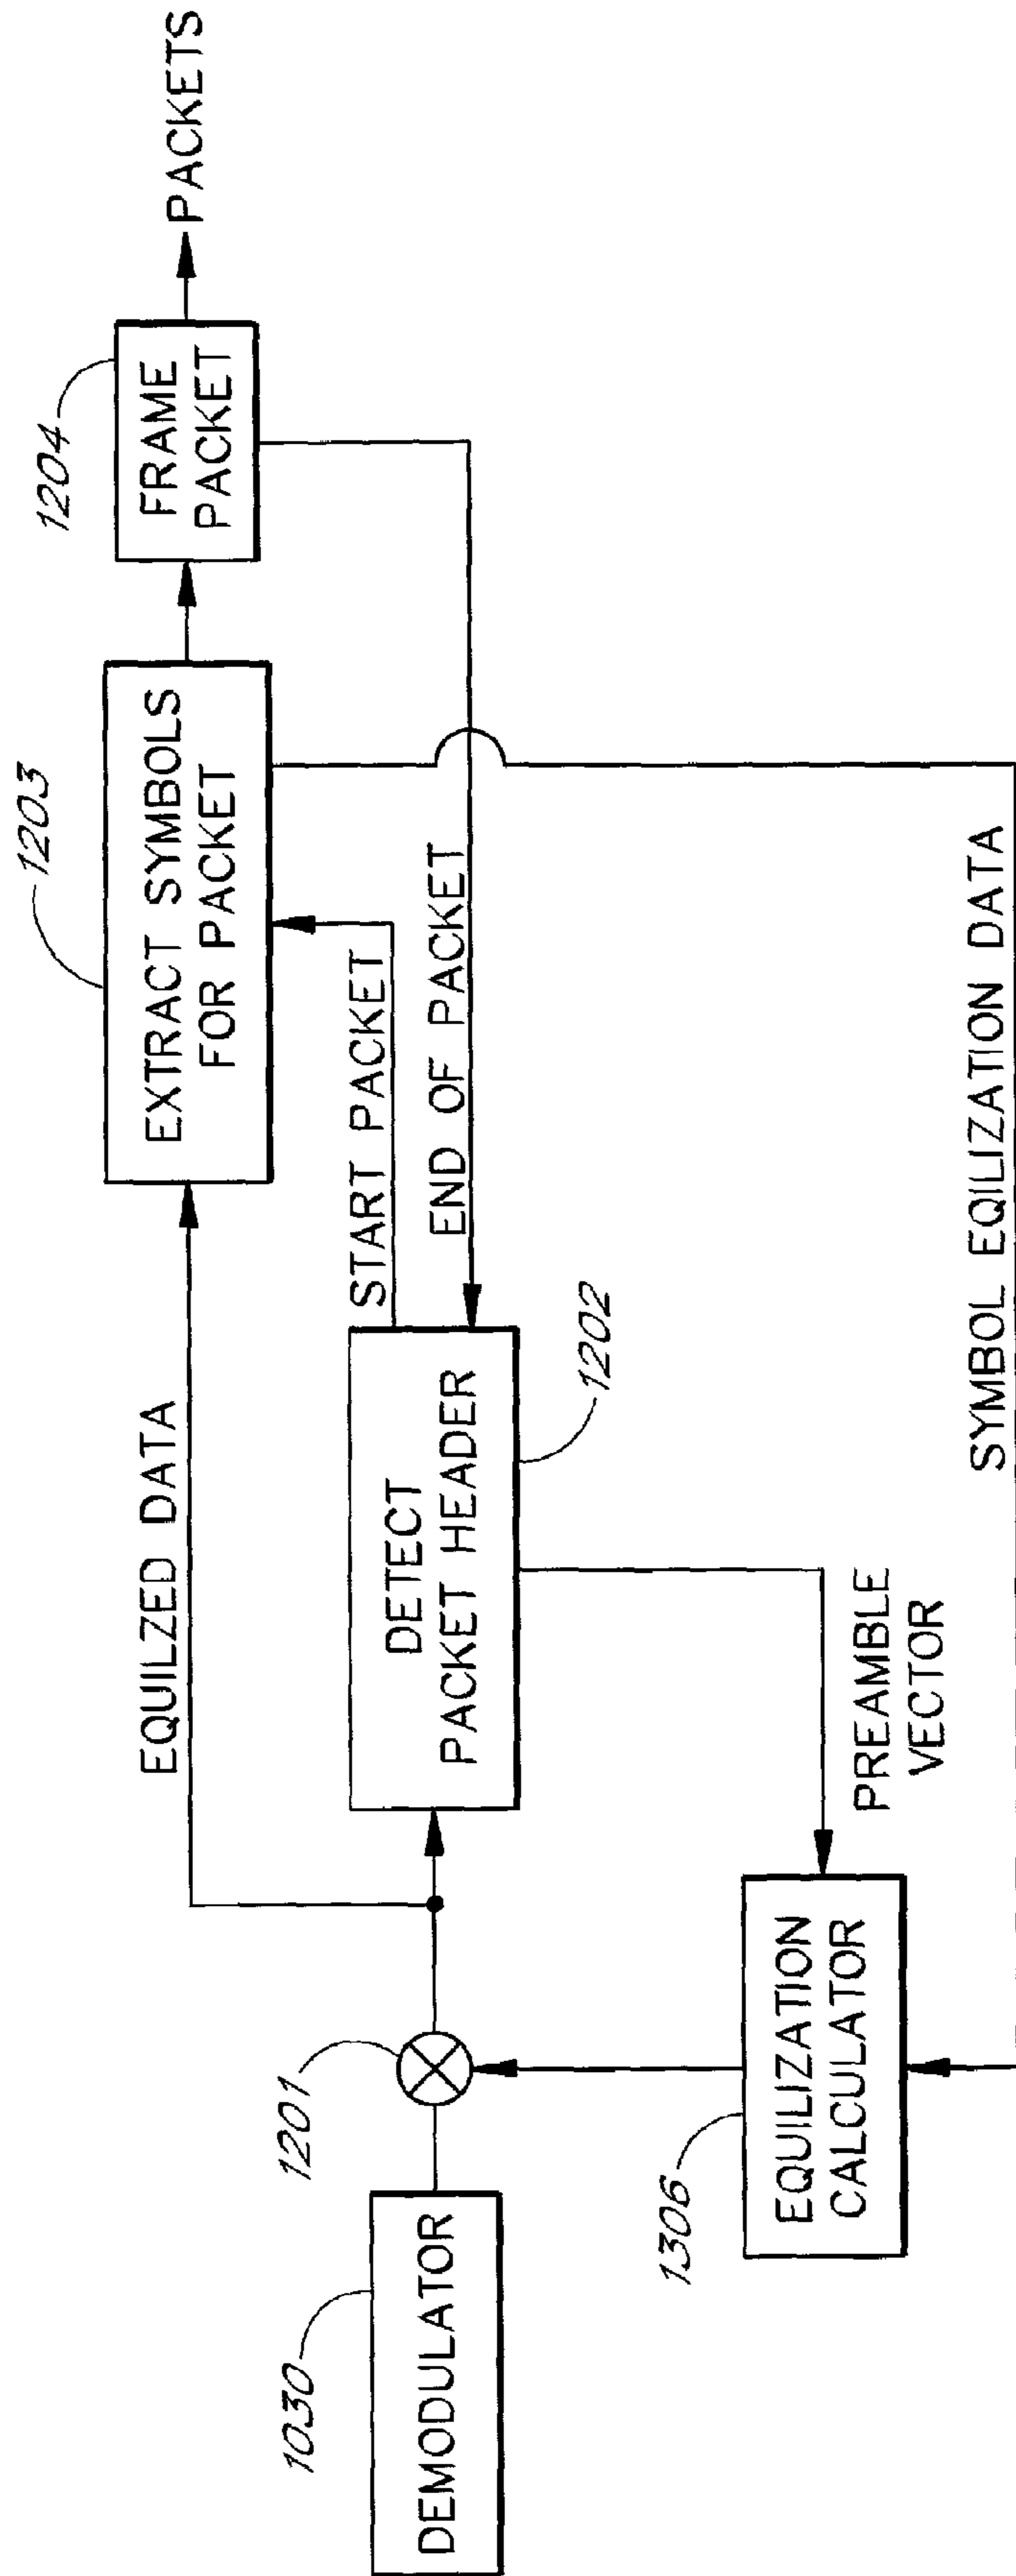 1030
DEMODULATOR
1201
1306
EQUILIZATION
CALCULATOR
EQUILZED DATA
DETECT
PACKET HEADER
1202
PREAMBLE
VECTOR
START PACKET
END OF PACKET
SYMBOL EQILIZATION DATA
1203
EXTRACT SYMBOLS
FOR PACKET
1204
FRAME
PACKET
PACKETS